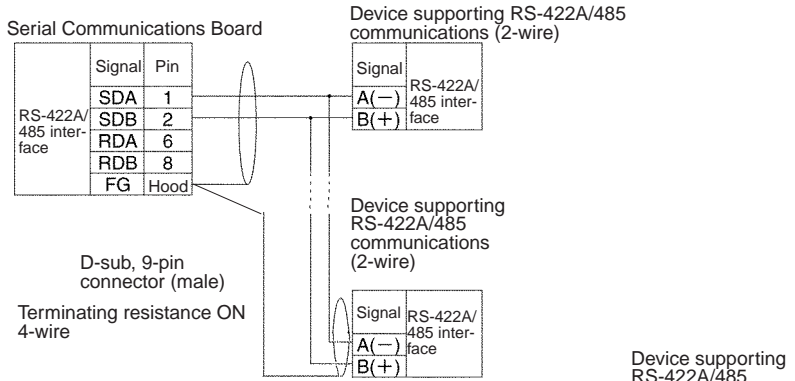 Serial Communications Board
Device supporting RS-422A/485
communications (2-wire)
Signal Pin
SDA 1
RS-422A/
485 inter-
face
SDB 2
RDA 6
RDB 8
FG Hood
Signal
RS-422A/
485 inter-
face
A(−)
B(+)
Device supporting
RS-422A/485
communications
(2-wire)
D-sub, 9-pin
connector (male)
Terminating resistance ON
4-wire
Signal
RS-422A/
485 inter-
face
A(−)
B(+)
Device supporting
RS-422A/485